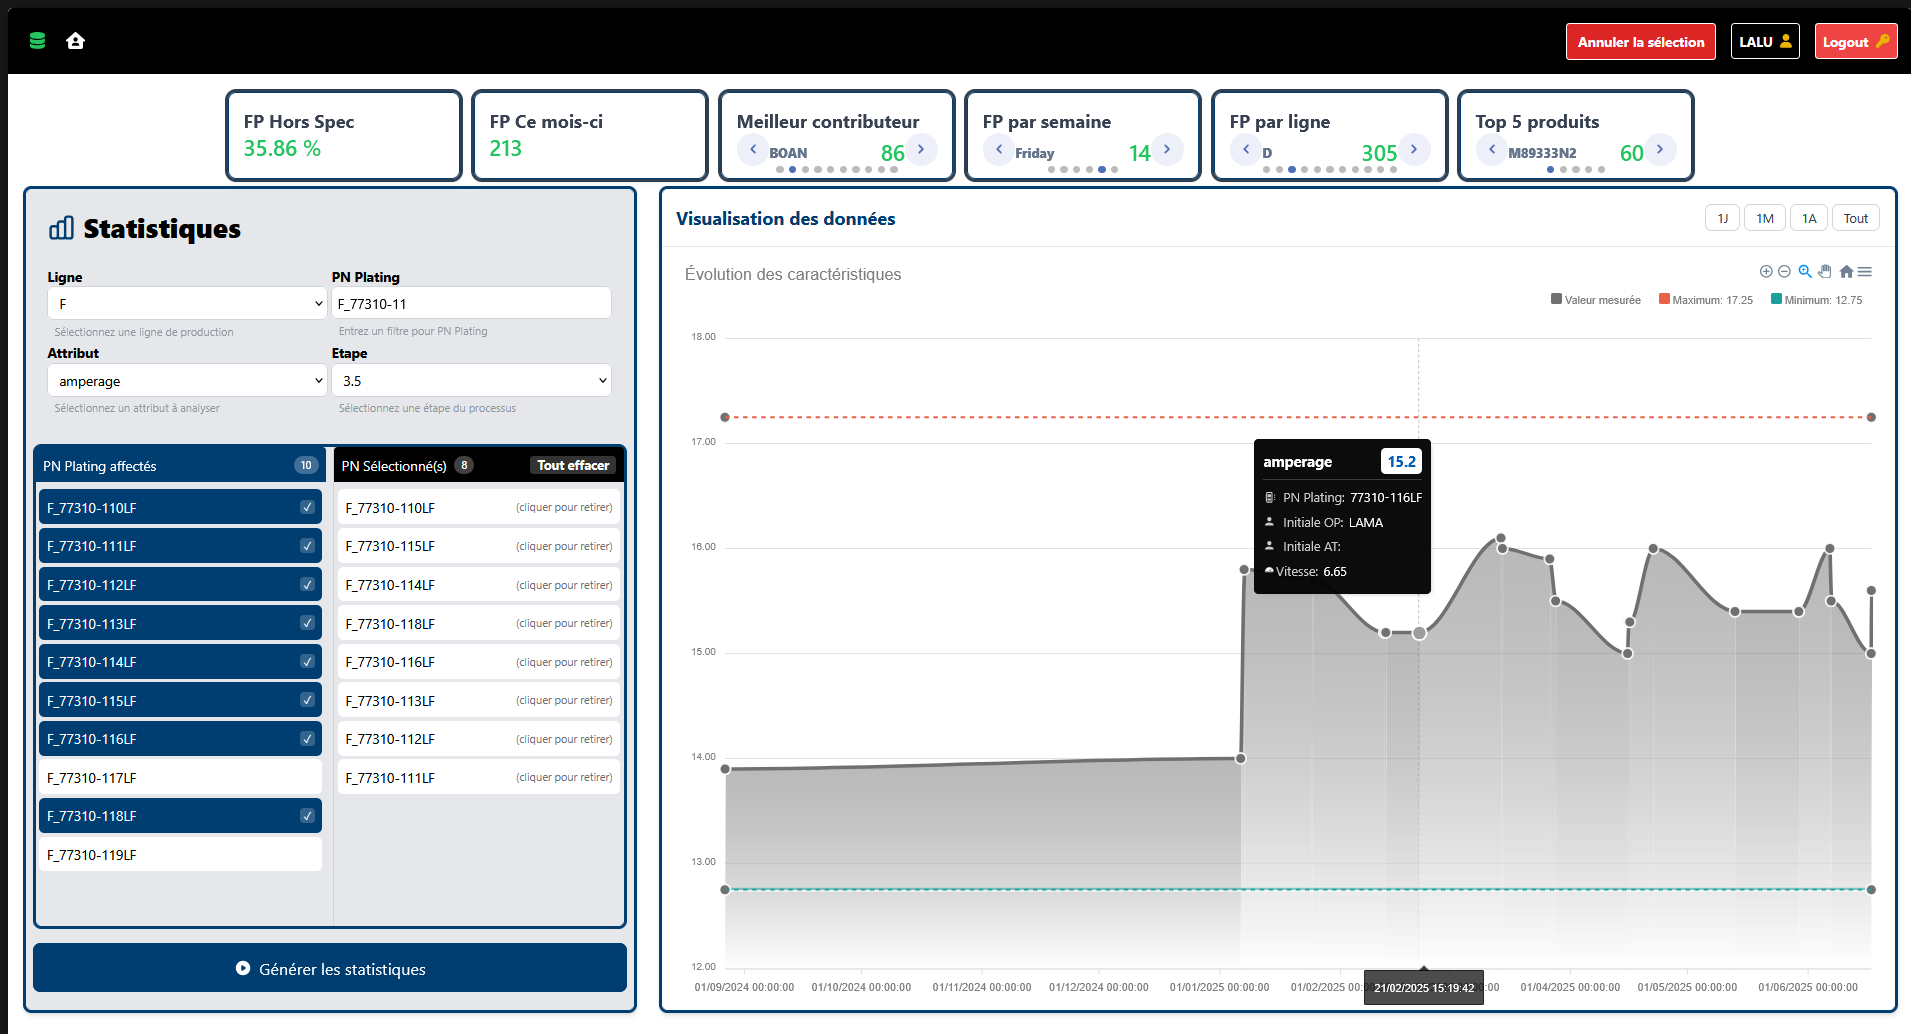 Annuler la sélection
LALU
Logout
FP Hors Spec
35.86 %
FP Ce mois-ci
213
Meilleur contributeur
BOAN 86
FP par semaine
Friday 14
FP par ligne
D 305
Top 5 produits
M89333N2 60
Statistiques
Ligne
F
Sélectionnez une ligne de production
PN Plating
F_77310-11
Entrez un filtre pour PN Plating
Attribut
amperage
Sélectionnez un attribut à analyser
Etape
3.5
Sélectionnez une étape du processus
PN Plating affectés 10
F_77310-110LF
F_77310-111LF
F_77310-112LF
F_77310-113LF
F_77310-114LF
F_77310-115LF
F_77310-116LF
F_77310-117LF
F_77310-118LF
F_77310-119LF
PN Sélectionné(s) 8 Tout effacer
F_77310-110LF (cliquer pour retirer)
F_77310-115LF (cliquer pour retirer)
F_77310-114LF (cliquer pour retirer)
F_77310-118LF (cliquer pour retirer)
F_77310-116LF (cliquer pour retirer)
F_77310-113LF (cliquer pour retirer)
F_77310-112LF (cliquer pour retirer)
F_77310-111LF (cliquer pour retirer)
Générer les statistiques
Visualisation des données
1J 1M 1A Tout
Évolution des caractéristiques
Valeur mesurée Maximum: 17.25 Minimum: 12.75
18.00
17.00
16.00
15.00
14.00
13.00
12.00
amperage 15.2
PN Plating: 77310-116LF
Initiale OP: LAMA
Initiale AT:
Vitesse: 6.65
01/09/2024 00:00:00 01/10/2024 00:00:00 01/11/2024 00:00:00 01/12/2024 00:00:00 01/01/2025 00:00:00 01/02/2025 00:0 0:00 01/04/2025 00:00:00 01/05/2025 00:00:00 01/06/2025 00:00:00
21/02/2025 15:19:42